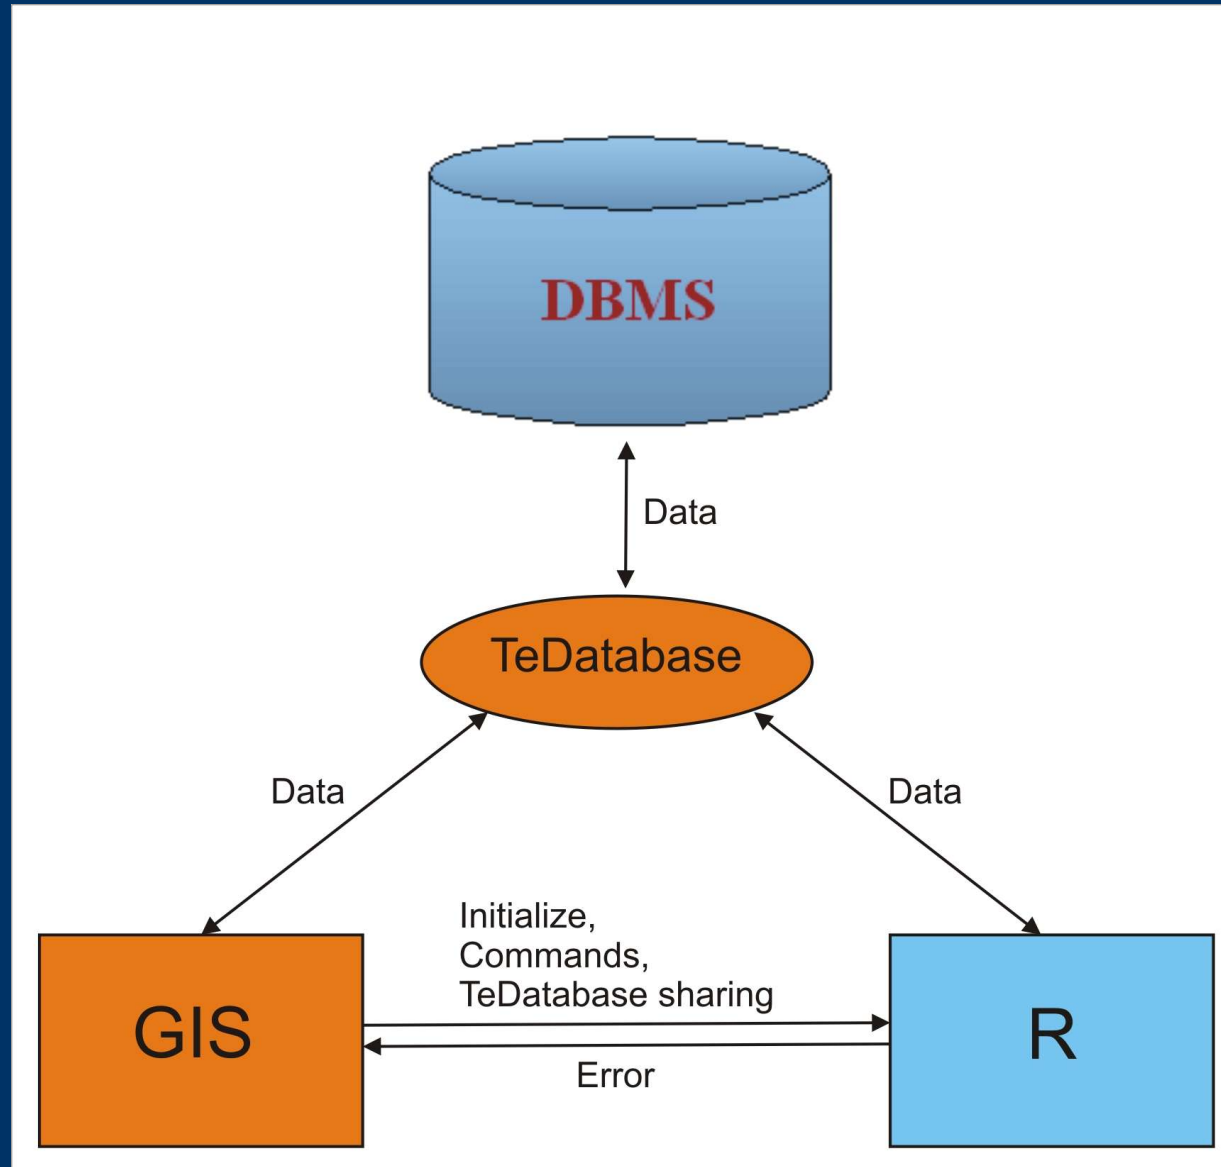 DBMS
Data
TeDatabase
Data
Data
Initialize,
Commands,
TeDatabase sharing
GIS
R
Error